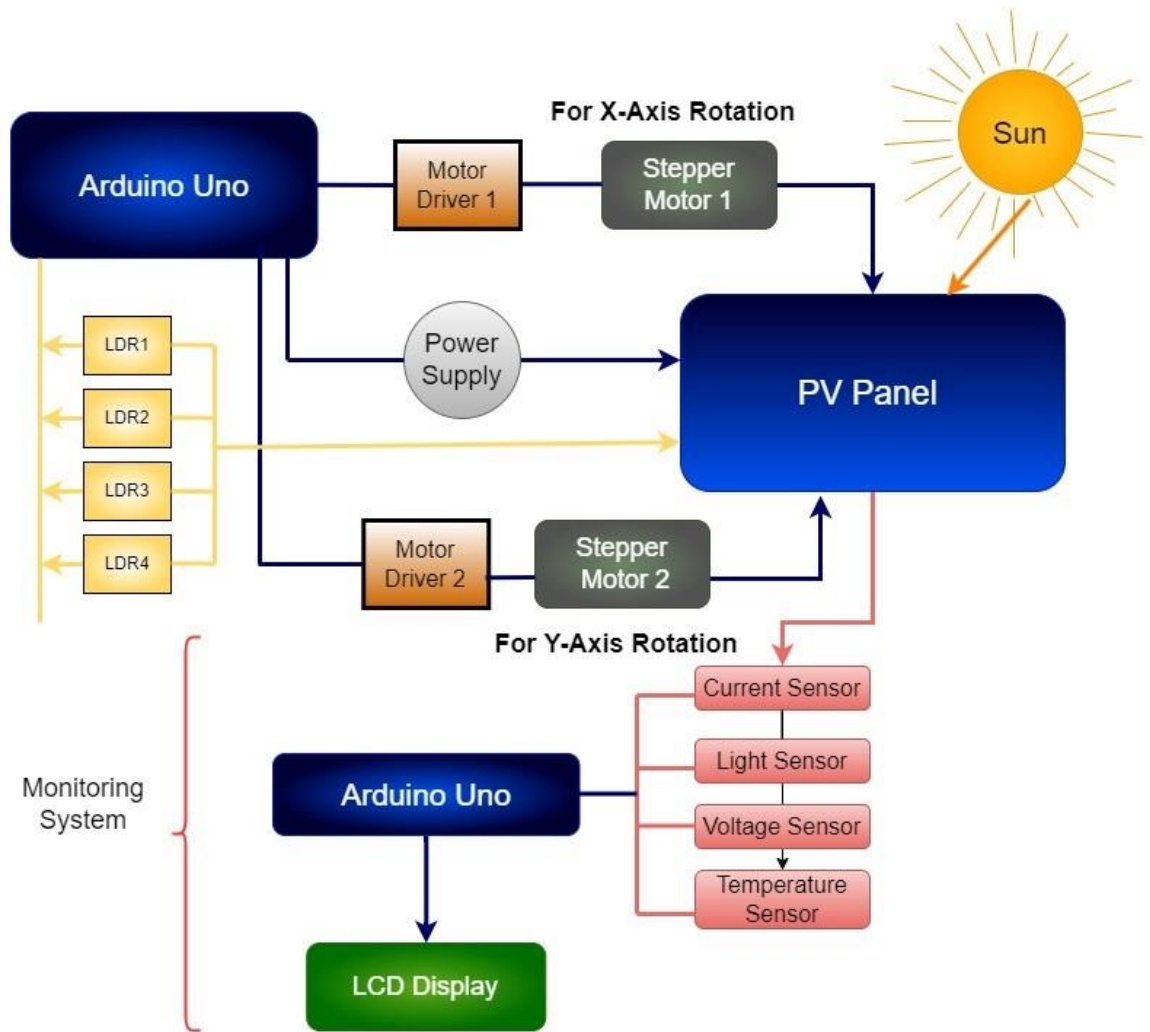 For X-Axis Rotation
Sun
Arduino Uno
Motor
Driver 1
Stepper
Motor 1
LDR1
Power
Supply
PV Panel
LDR2
LDR3
LDR4
Motor
Driver 2
Stepper
Motor 2
For Y-Axis Rotation
Current Sensor
Light Sensor
Monitoring
System
Arduino Uno
Voltage Sensor
Temperature
Sensor
LCD Display